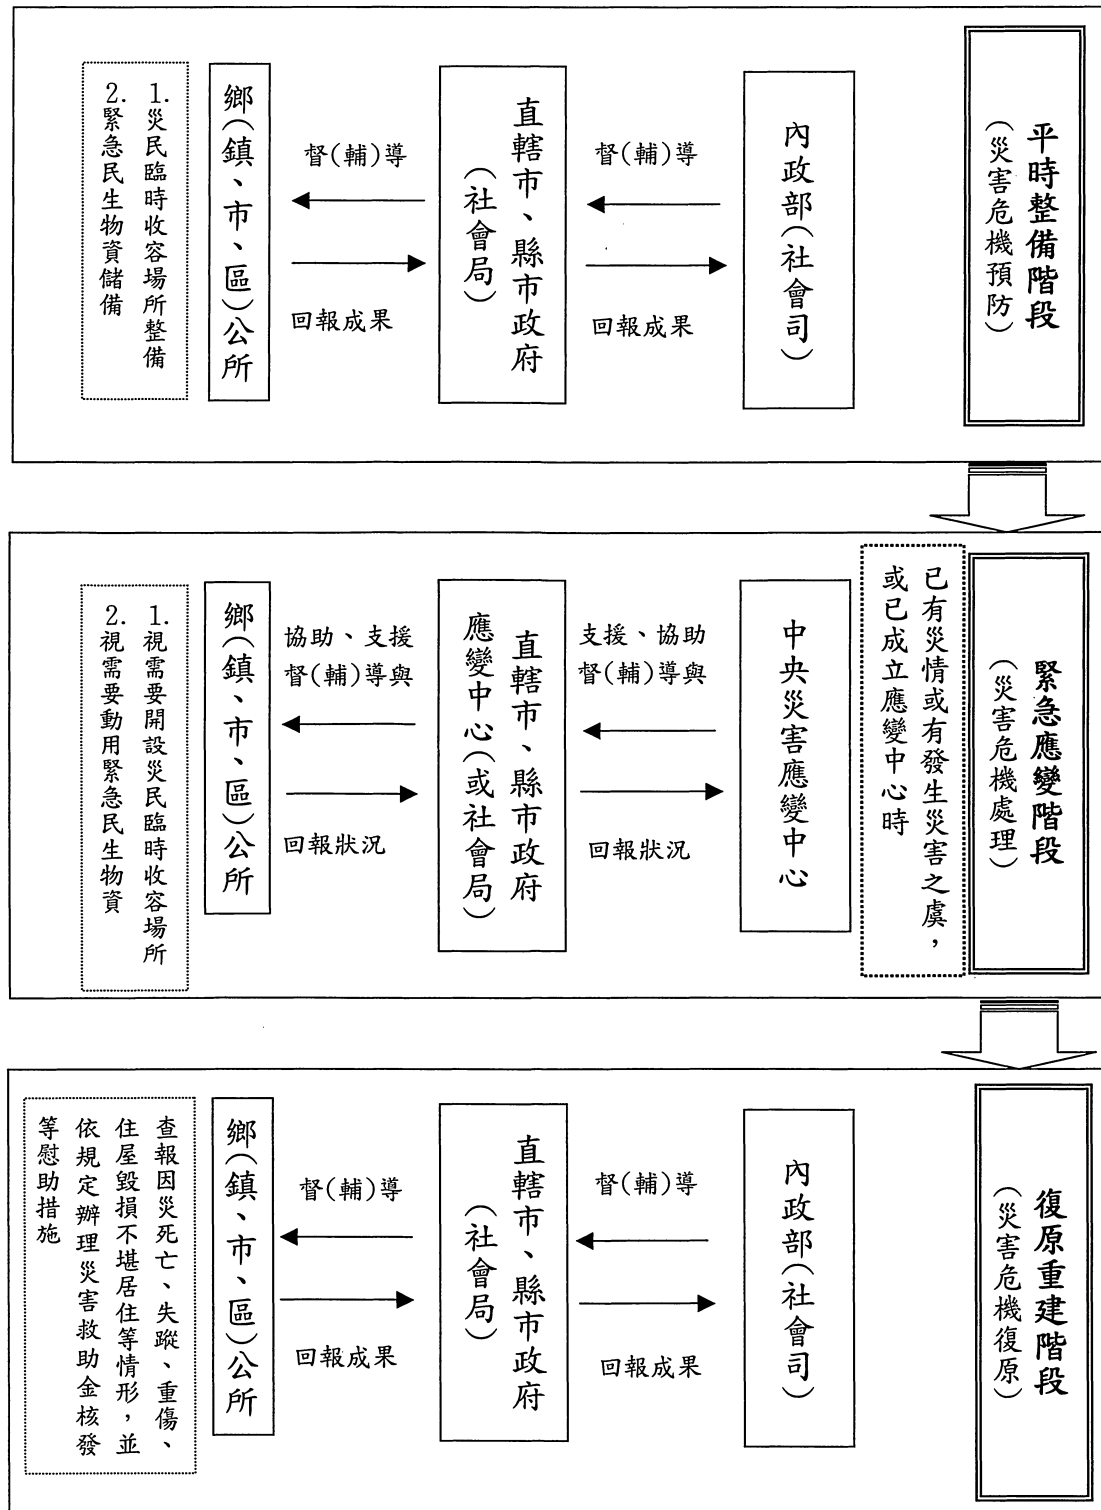 平時整備階段
(災害危機預防)
內政部(社會司)
督(輔)導
回報成果
直轄市、縣市政府
(社會局)
督(輔)導
回報成果
鄉(鎮、市、區)公所
1. 災民臨時收容場所整備
2. 緊急民生物資儲備
緊急應變階段
(災害危機處理)
已有災情或有發生災害之虞，
或已成立應變中心時
中央災害應變中心
支援、協助
督(輔)導與
回報狀況
直轄市、縣市政府
應變中心(或社會局)
協助、支援
督(輔)導與
回報狀況
鄉(鎮、市、區)公所
1. 視需要開設災民臨時收容場所
2. 視需要動用緊急民生物資
復原重建階段
(災害危機復原)
內政部(社會司)
督(輔)導
回報成果
直轄市、縣市政府
(社會局)
督(輔)導
回報成果
鄉(鎮、市、區)公所
查報因災死亡、失蹤、重傷、
住屋毀損不堪居住等情形，並
依規定辦理災害救助金核發
等慰助措施